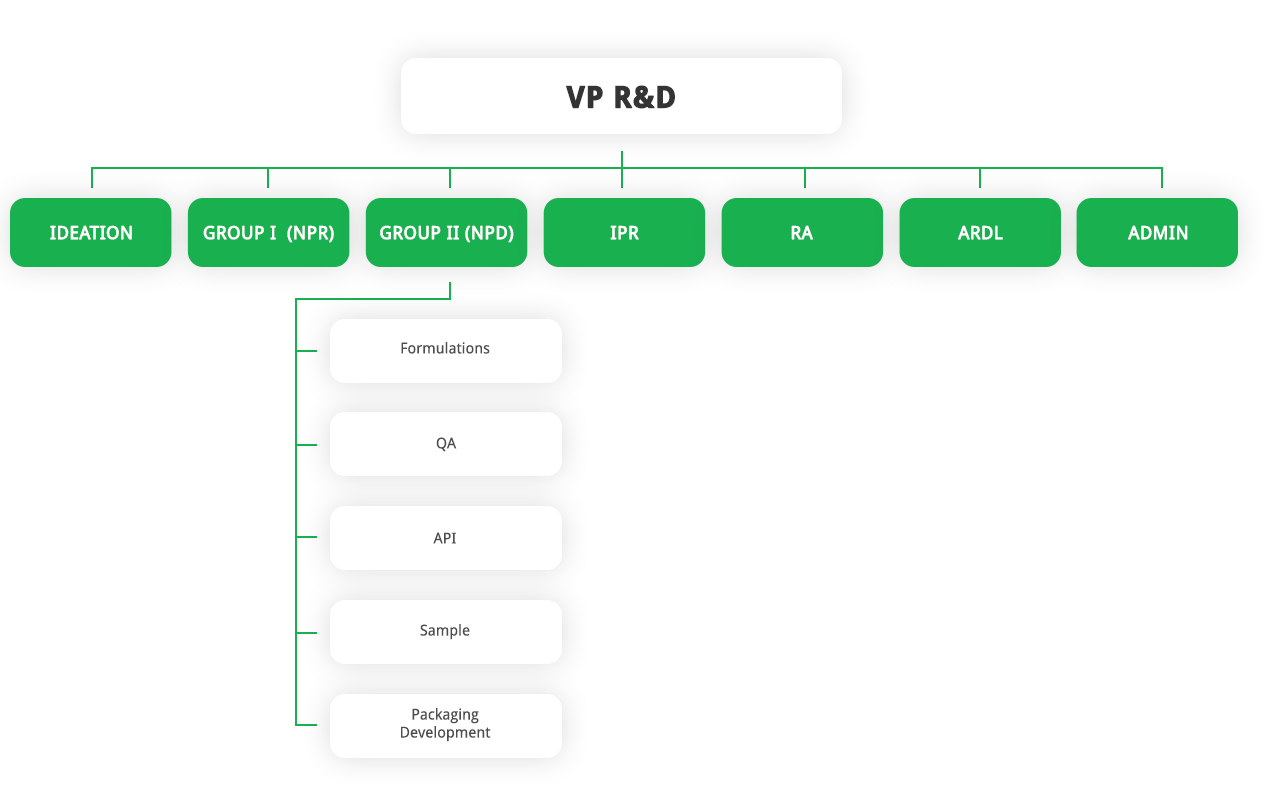 VP R&D
IDEATION
GROUP I  (NPR)
GROUP II (NPD)
IPR
RA
ARDL
ADMIN
Formulations
QA
API
Sample
Packaging
Development